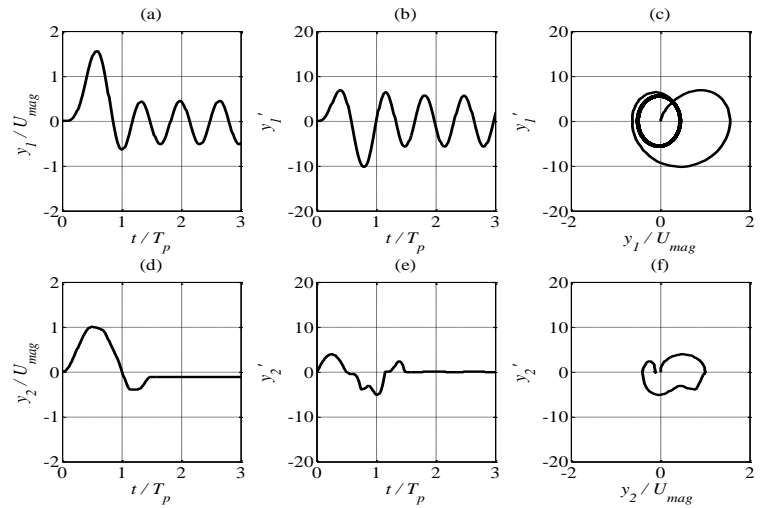 (a) (b) (c)
2 20 20
1 10 10
0 0 0
-1 -10 -10
-2 -20 -20
y1 / Umag y1' y1'
0 1 2 3 0 1 2 3 -2 0 2
t / Tp t / Tp y1 / Umag
(d) (e) (f)
2 20 20
1 10 10
0 0 0
-1 -10 -10
-2 -20 -20
y2 / Umag y2' y2'
0 1 2 3 0 1 2 3 -2 0 2
t / Tp t / Tp y2 / Umag